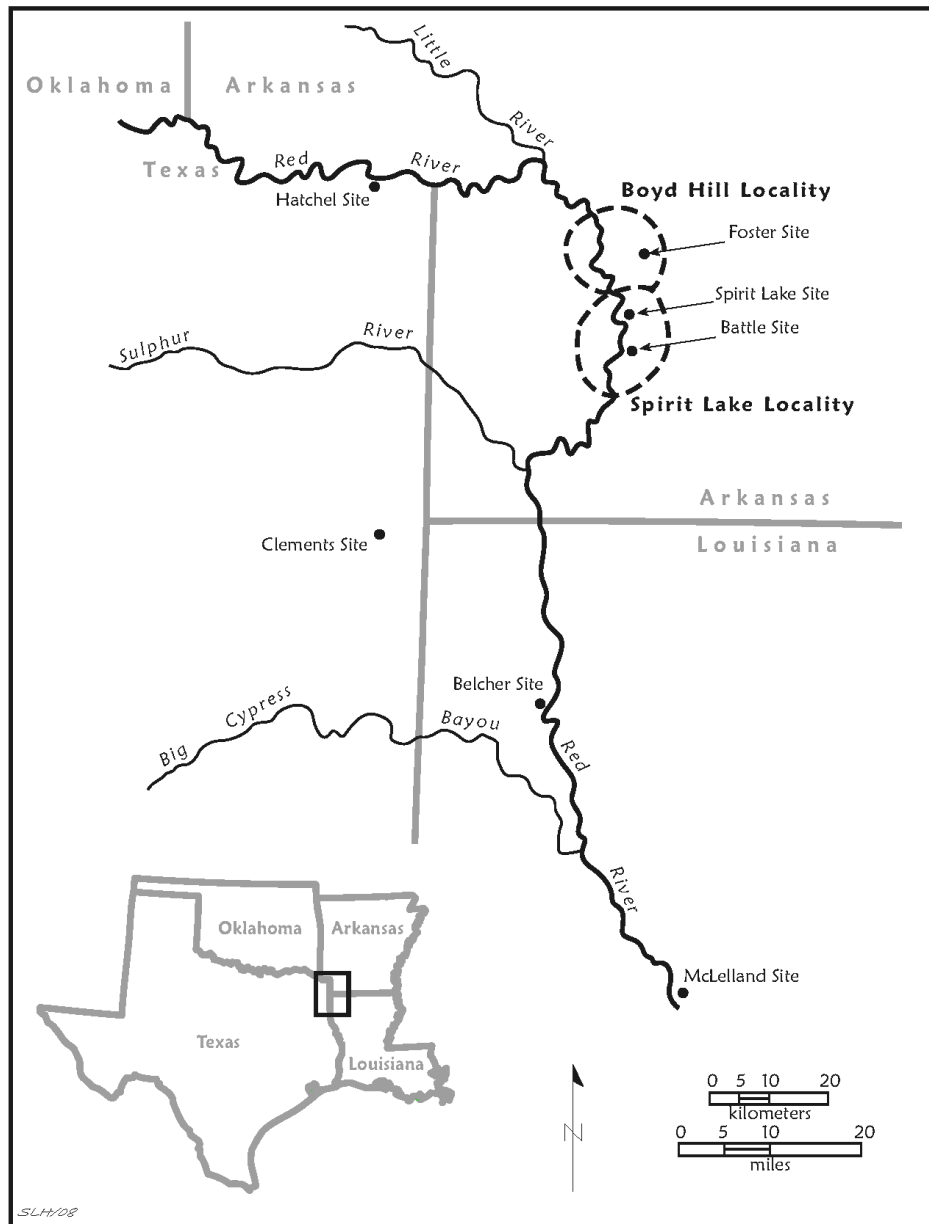 Little
River
Oklahoma
Arkansas
Texas
Red
River
Hatchel Site
Boyd Hill Locality
Foster Site
Spirit Lake Site
Battle Site
Spirit Lake Locality
Sulphur
River
Arkansas
Louisiana
Clements Site
Belcher Site
Big
Cypress
Bayou
Red
River
McLelland Site
Oklahoma
Arkansas
Texas
Louisiana
N
0 5 10 20
kilometers
0 5 10 20
miles
SLH/08